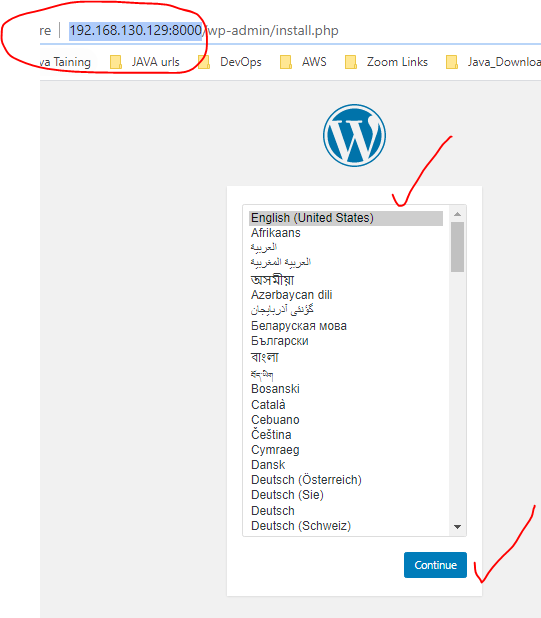 re 192.168.130.129:8000/wp-admin/install.php
va Taining JAVA urls DevOps AWS Zoom Links Java_Downloa
English (United States)
Afrikaans
العربية
العربية المغربية
অসমীয়া
Azərbaycan dili
گؤنئی آذربایجان
Беларуская мова
Български
বাংলা
བོད་ཡིག
Bosanski
Català
Cebuano
Čeština
Cymraeg
Dansk
Deutsch (Österreich)
Deutsch (Sie)
Deutsch
Deutsch (Schweiz)
Continue